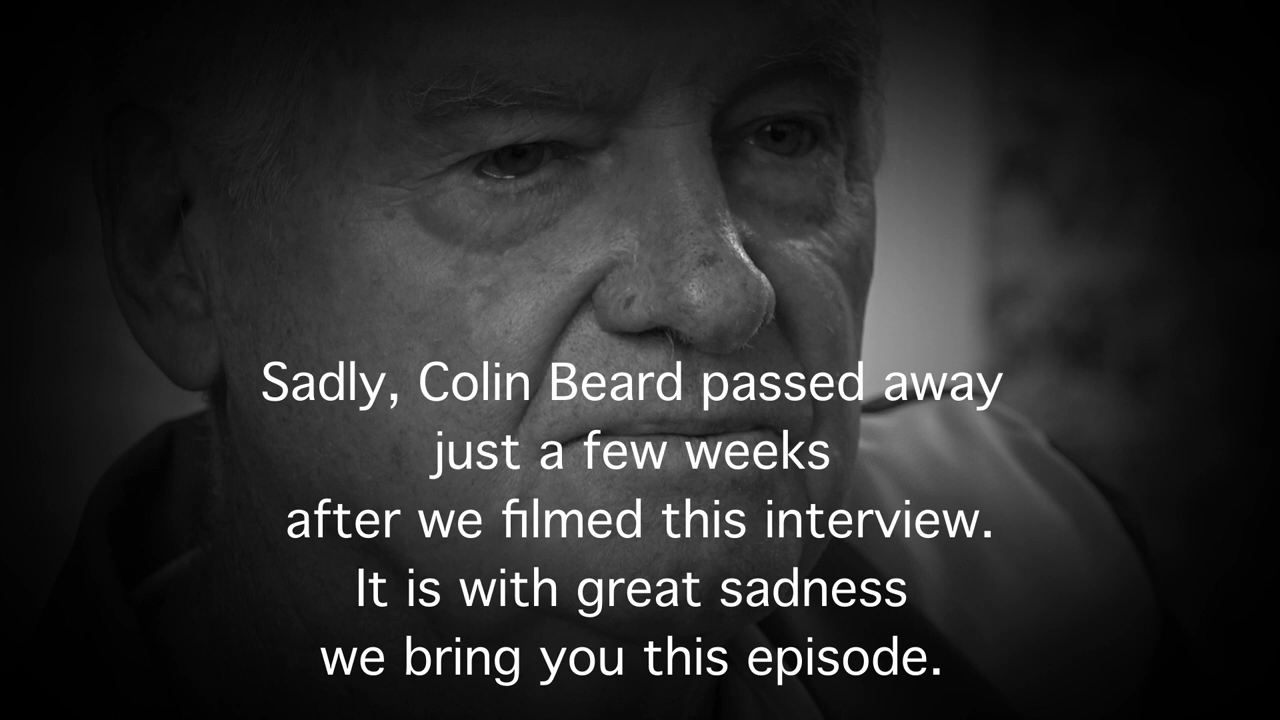 Sadly, Colin Beard passed away
just a few weeks
after we filmed this interview.
It is with great sadness
we bring you this episode.